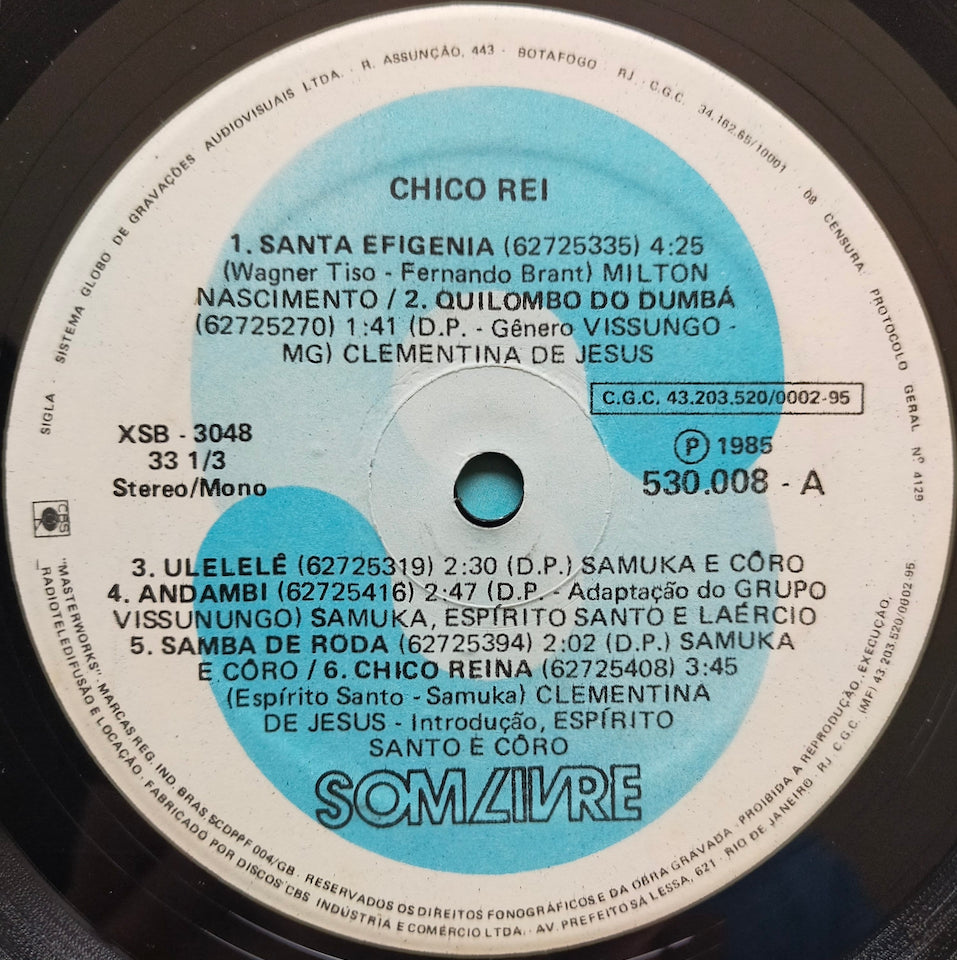 SIGLA · SISTEMA GLOBO DE GRAVAÇÕES AUDIOVISUAIS LTDA. · R. ASSUNÇÃO, 443 · BOTAFOGO · RJ · C.G.C. 34.162.65/10001 · 08 CENSURA: PROTOCOLO GERAL Nº 4129
CHICO REI
1. SANTA EFIGENIA (62725335) 4:25
(Wagner Tiso - Fernando Brant) MILTON
NASCIMENTO / 2. QUILOMBO DO DUMBÁ
(62725270) 1:41 (D.P. - Gênero VISSUNGO -
MG) CLEMENTINA DE JESUS
C.G.C. 43.203.520/0002-95
XSB - 3048
33 1/3
Stereo/Mono
Ⓟ 1985
530.008 - A
CBS
3. ULELELÊ (62725319) 2:30 (D.P.) SAMUKA E CÔRO
4. ANDAMBI (62725416) 2:47 (D.P. - Adaptação do GRUPO
VISSUNUNGO) SAMUKA, ESPÍRITO SANTO E LAÉRCIO
5. SAMBA DE RODA (62725394) 2:02 (D.P.) SAMUKA
E CÔRO / 6. CHICO REINA (62725408) 3:45
(Espírito Santo - Samuka) CLEMENTINA
DE JESUS - Introdução, ESPÍRITO
SANTO E CÔRO
SOM LIVRE
"MASTERWORKS". MARCAS REG. IND. BRAS. SCDPPF 004/GB · RESERVADOS OS DIREITOS FONOGRÁFICOS E DA OBRA GRAVADA · PROIBIDA A REPRODUÇÃO, EXECUÇÃO,
RADIOTELEDIFUSÃO E LOCAÇÃO · FABRICADO POR DISCOS CBS INDÚSTRIA E COMÉRCIO LTDA., · AV. PREFEITO SÁ LESSA, 621 · RIO DE JANEIRO · RJ · C.G.C. (MF) 43.203.520/0002-95